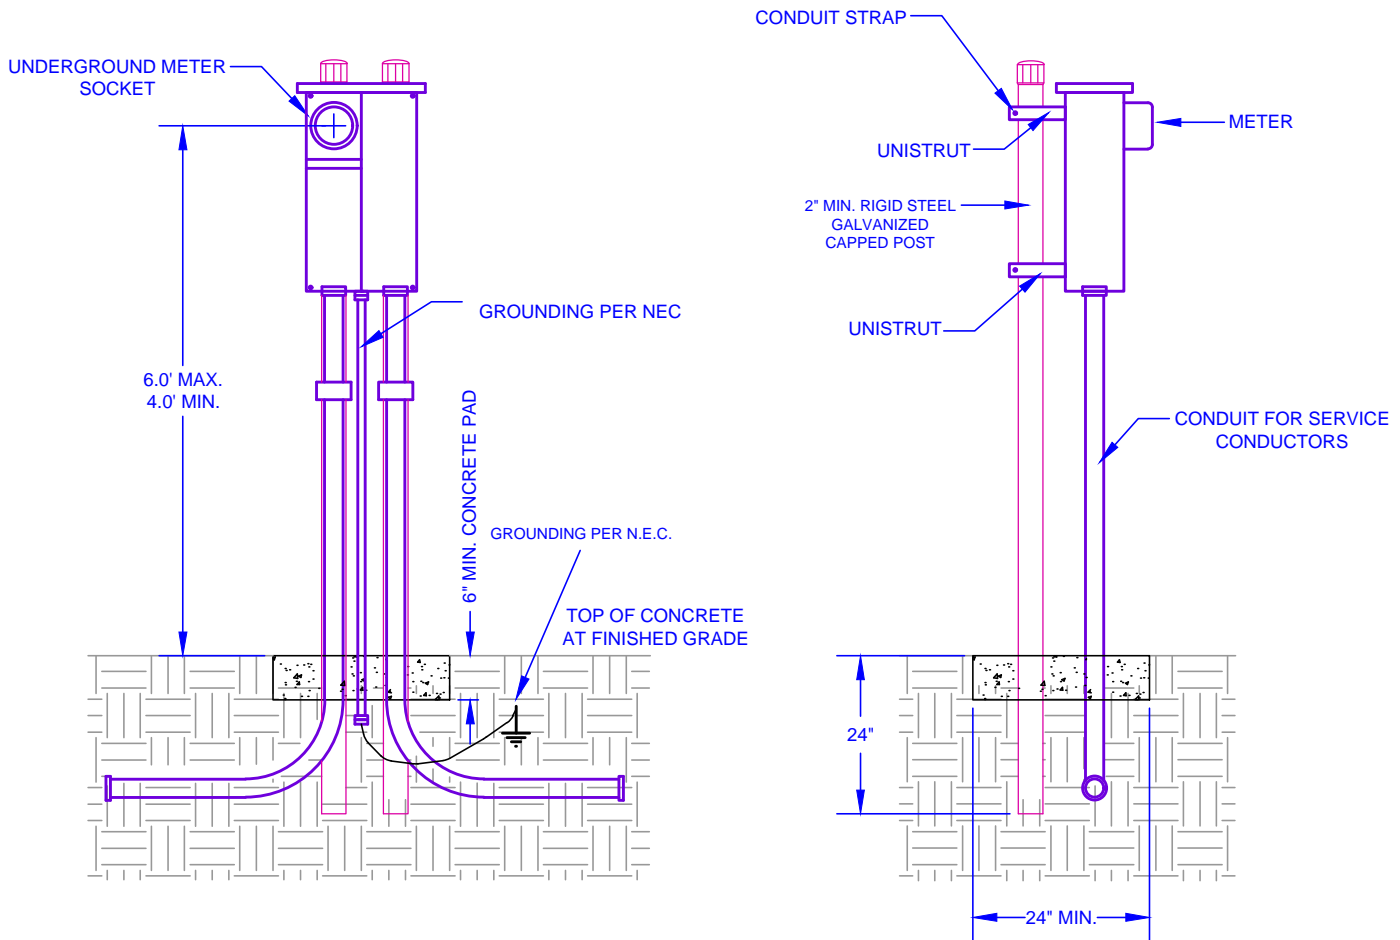 CONDUIT STRAP
UNDERGROUND METER
SOCKET
METER
UNISTRUT
2" MIN. RIGID STEEL
GALVANIZED
CAPPED POST
GROUNDING PER NEC
UNISTRUT
6.0' MAX.
4.0' MIN.
6" MIN. CONCRETE PAD
CONDUIT FOR SERVICE
CONDUCTORS
GROUNDING PER N.E.C.
TOP OF CONCRETE
AT FINISHED GRADE
24"
24" MIN.